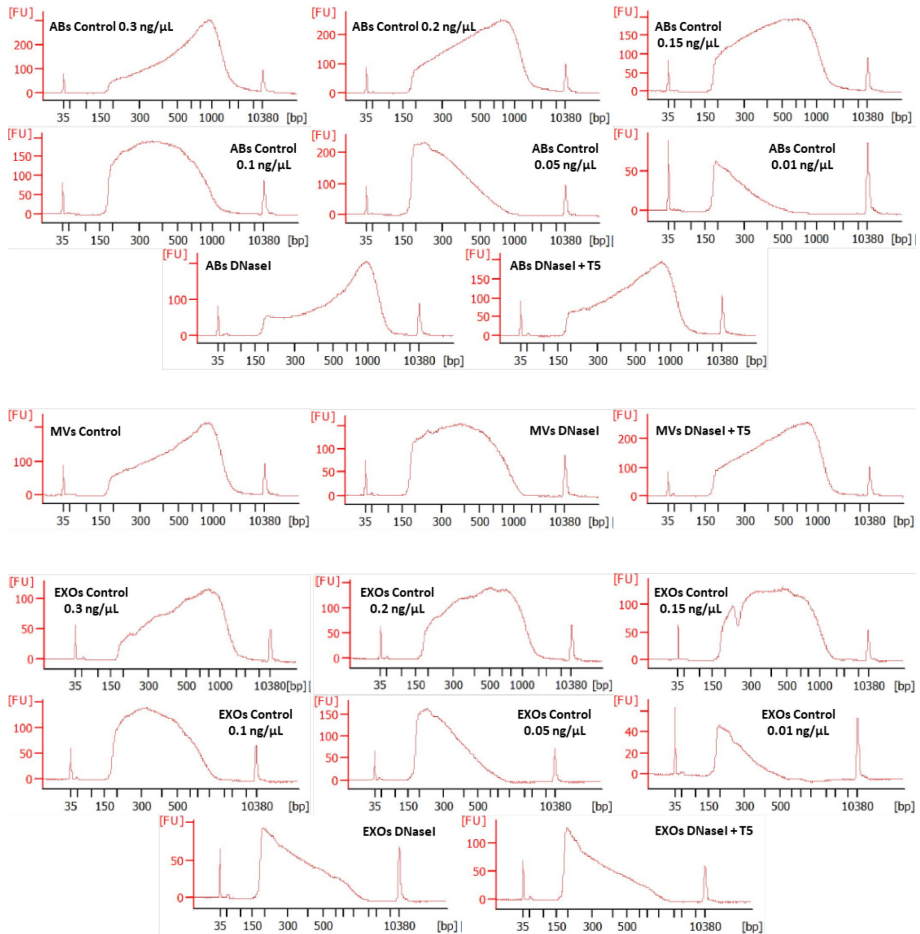 [FU] [FU] [FU]
ABs Control 0.3 ng/µL ABs Control 0.2 ng/µL ABs Control
0.15 ng/µL
300 200 150
200 200 100
100 100 50
0 0 0
35 150 300 500 1000 10380 [bp] 35 150 300 500 1000 10380 [bp] 35 150 300 500 1000 10380 [bp]
[FU] [FU] [FU]
ABs Control ABs Control ABs Control
0.1 ng/µL 0.05 ng/µL 0.01 ng/µL
150 200 50
100 100 0
50 0
0
35 150 300 500 1000 10380 [bp] 35 150 300 500 1000 10380 [bp] 35 150 300 500 1000 10380 [bp]
[FU] [FU]
ABs DNaseI ABs DNaseI + T5
100 150
0 100
50
0
35 150 300 1000 10380 [bp] 35 150 300 1000 10380 [bp]
[FU] [FU] [FU]
MVs Control MVs DNaseI MVs DNaseI + T5
200 150 200
100 100 100
0 50 0
0
35 150 300 500 1000 10380 [bp] 35 150 300 500 1000 10380 [bp] 35 150 300 500 1000 10380 [bp]
[FU] [FU] [FU]
EXOs Control EXOs Control EXOs Control
0.3 ng/µL 0.2 ng/µL 0.15 ng/µL
100 100 100
50 50 50
0 0 0
35 150 300 500 1000 10380 [bp] 35 150 300 500 1000 10380 [bp] 35 150 300 500 1000 10380 [bp]
[FU] [FU] [FU]
EXOs Control EXOs Control EXOs Control
0.1 ng/µL 0.05 ng/µL 0.01 ng/µL
100 150 40
50 100 20
0 50 0
0
35 150 300 500 10380 [bp] 35 150 300 500 10380 [bp] 35 150 300 500 10380 [bp]
[FU] [FU]
EXOs DNaseI EXOs DNaseI + T5
50 100
0 50
0
35 150 300 500 10380 [bp] 35 150 300 500 10380 [bp]